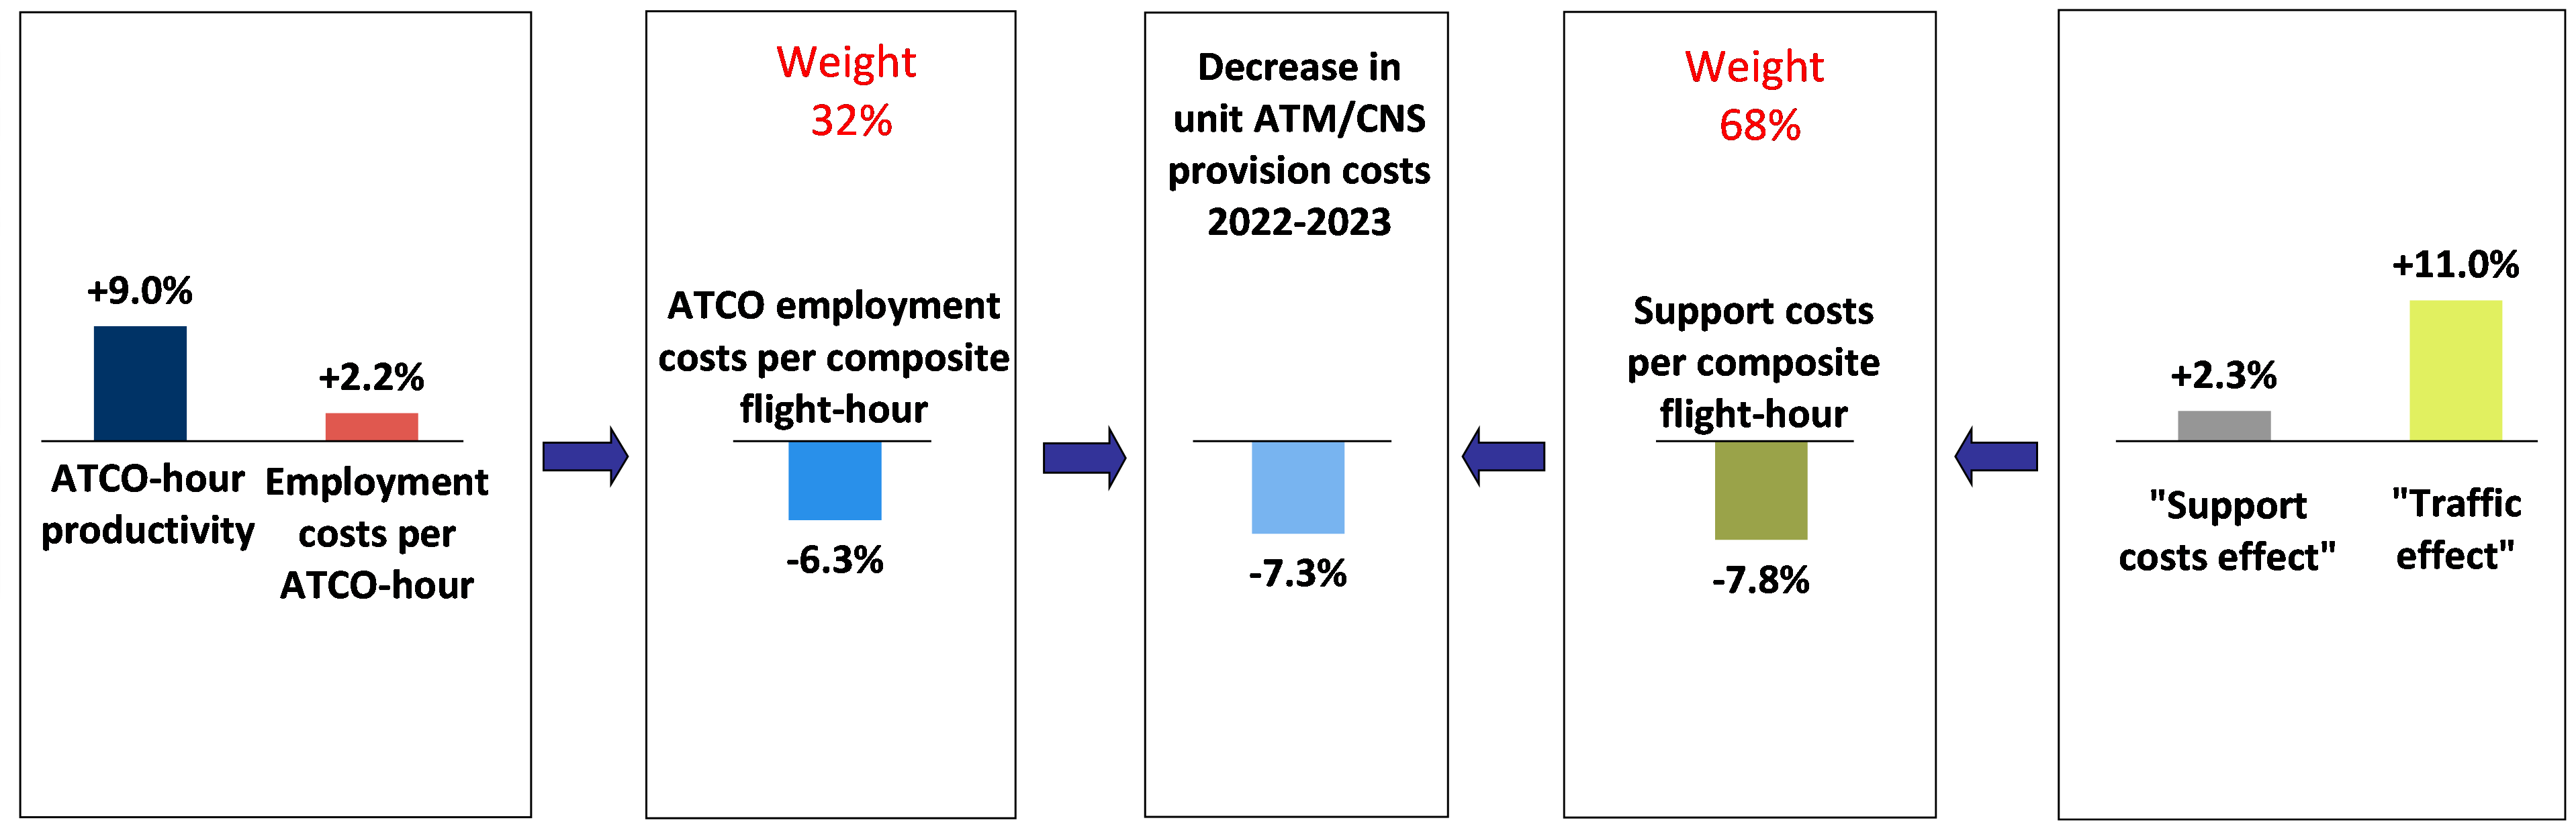 +9.0%
+2.2%
ATCO-hour
productivity
Employment
costs per
ATCO-hour
Weight
32%
ATCO employment
costs per composite
flight-hour
-6.3%
Decrease in
unit ATM/CNS
provision costs
2022-2023
-7.3%
Weight
68%
Support costs
per composite
flight-hour
-7.8%
+2.3%
+11.0%
"Support
costs effect"
"Traffic
effect"